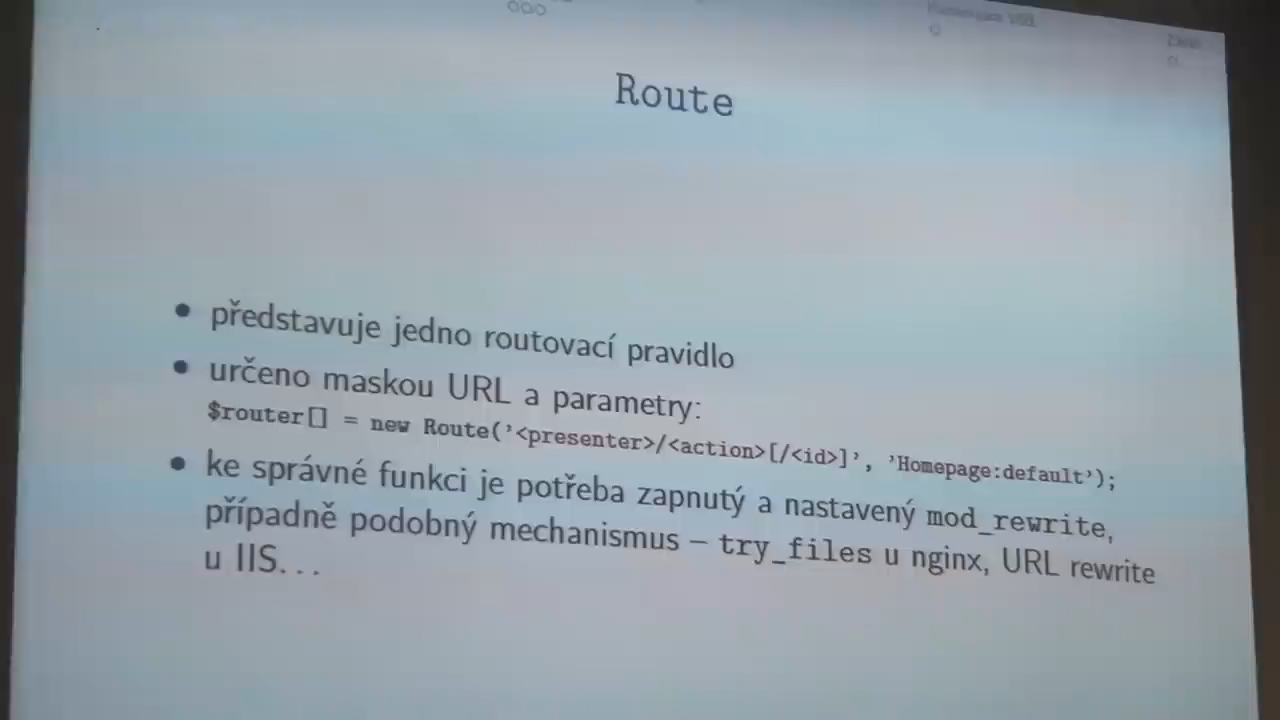 Route
• představuje jedno routovací pravidlo
• určeno maskou URL a parametry:
$router[] = new Route('<presenter>/<action>[/<id>]', 'Homepage:default');
• ke správné funkci je potřeba zapnutý a nastavený mod_rewrite,
případně podobný mechanismus – try_files u nginx, URL rewrite
u IIS...